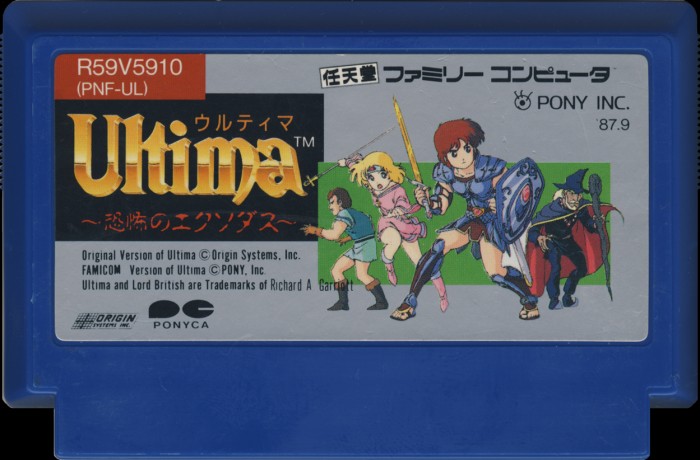 R59V5910
(PNF-UL)
任天堂 ファミリー コンピュータ
PONY INC.
'87.9
ウルティマ
Ultima™
～恐怖のエクソダス～
Original Version of Ultima ©Origin Systems, Inc.
FAMICOM Version of Ultima ©PONY, Inc.
Ultima and Lord British are Trademarks of Richard A Garriott
ORIGIN
SYSTEMS INC.
PONYCA